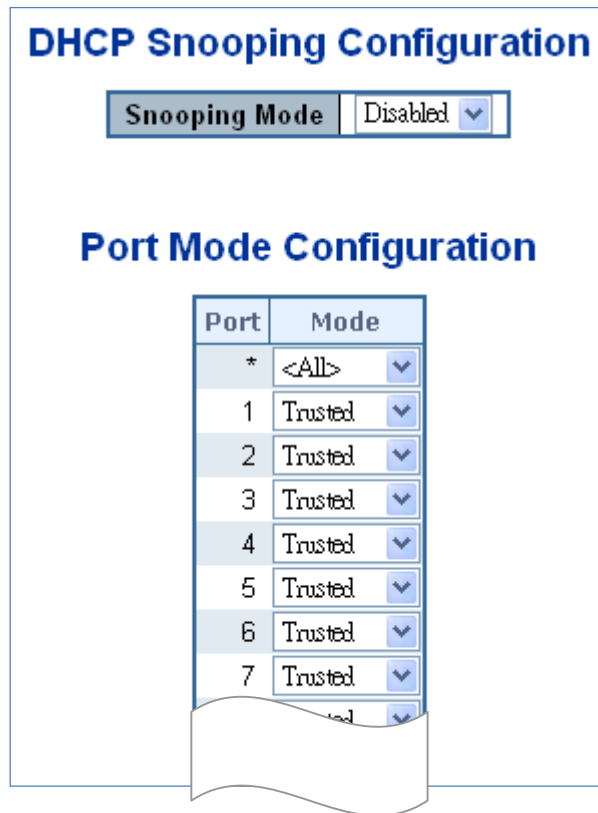 DHCP Snooping Configuration
Snooping Mode Disabled
Port Mode Configuration
Port Mode
* <All>
1 Trusted
2 Trusted
3 Trusted
4 Trusted
5 Trusted
6 Trusted
7 Trusted